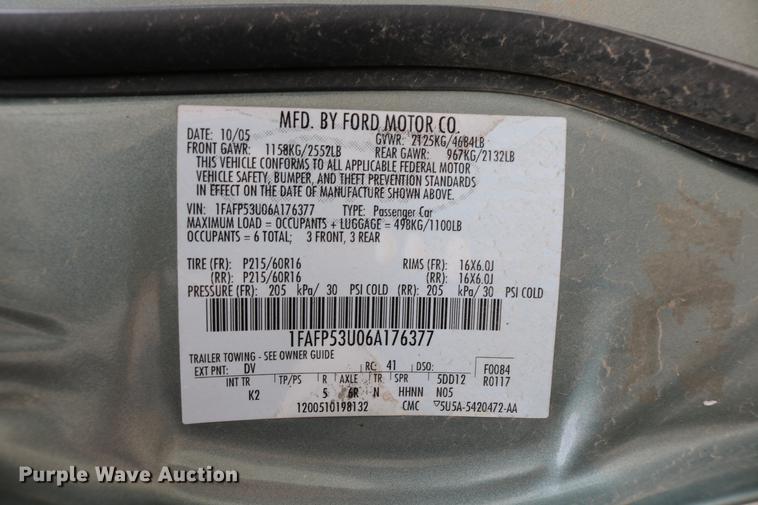 MFD. BY FORD MOTOR CO.
DATE: 10/05 GVWR: 2125KG/4684LB
FRONT GAWR: 1158KG/2552LB REAR GAWR: 967KG/2132LB
THIS VEHICLE CONFORMS TO ALL APPLICABLE FEDERAL MOTOR
VEHICLE SAFETY, BUMPER, AND THEFT PREVENTION STANDARDS
IN EFFECT ON THE DATE OF MANUFACTURE SHOWN ABOVE.
VIN: 1FAFP53U06A176377 TYPE: Passenger Car
MAXIMUM LOAD = OCCUPANTS + LUGGAGE = 498KG/1100LB
OCCUPANTS = 6 TOTAL; 3 FRONT, 3 REAR
TIRE (FR): P215/60R16 RIMS (FR): 16X6.0J
(RR): P215/60R16 (RR): 16X6.0J
PRESSURE (FR): 205 kPa/ 30 PSI COLD (RR): 205 kPa/ 30 PSI COLD
1FAFP53U06A176377
TRAILER TOWING - SEE OWNER GUIDE
EXT PNT: DV RC: 41 DSO: F0084
INT TR TP/PS R AXLE TR SPR 5DD12 R0117
K2 5 6R N HHNN N05
1200510198132 CMC ▽5U5A-5420472-AA
Purple Wave Auction